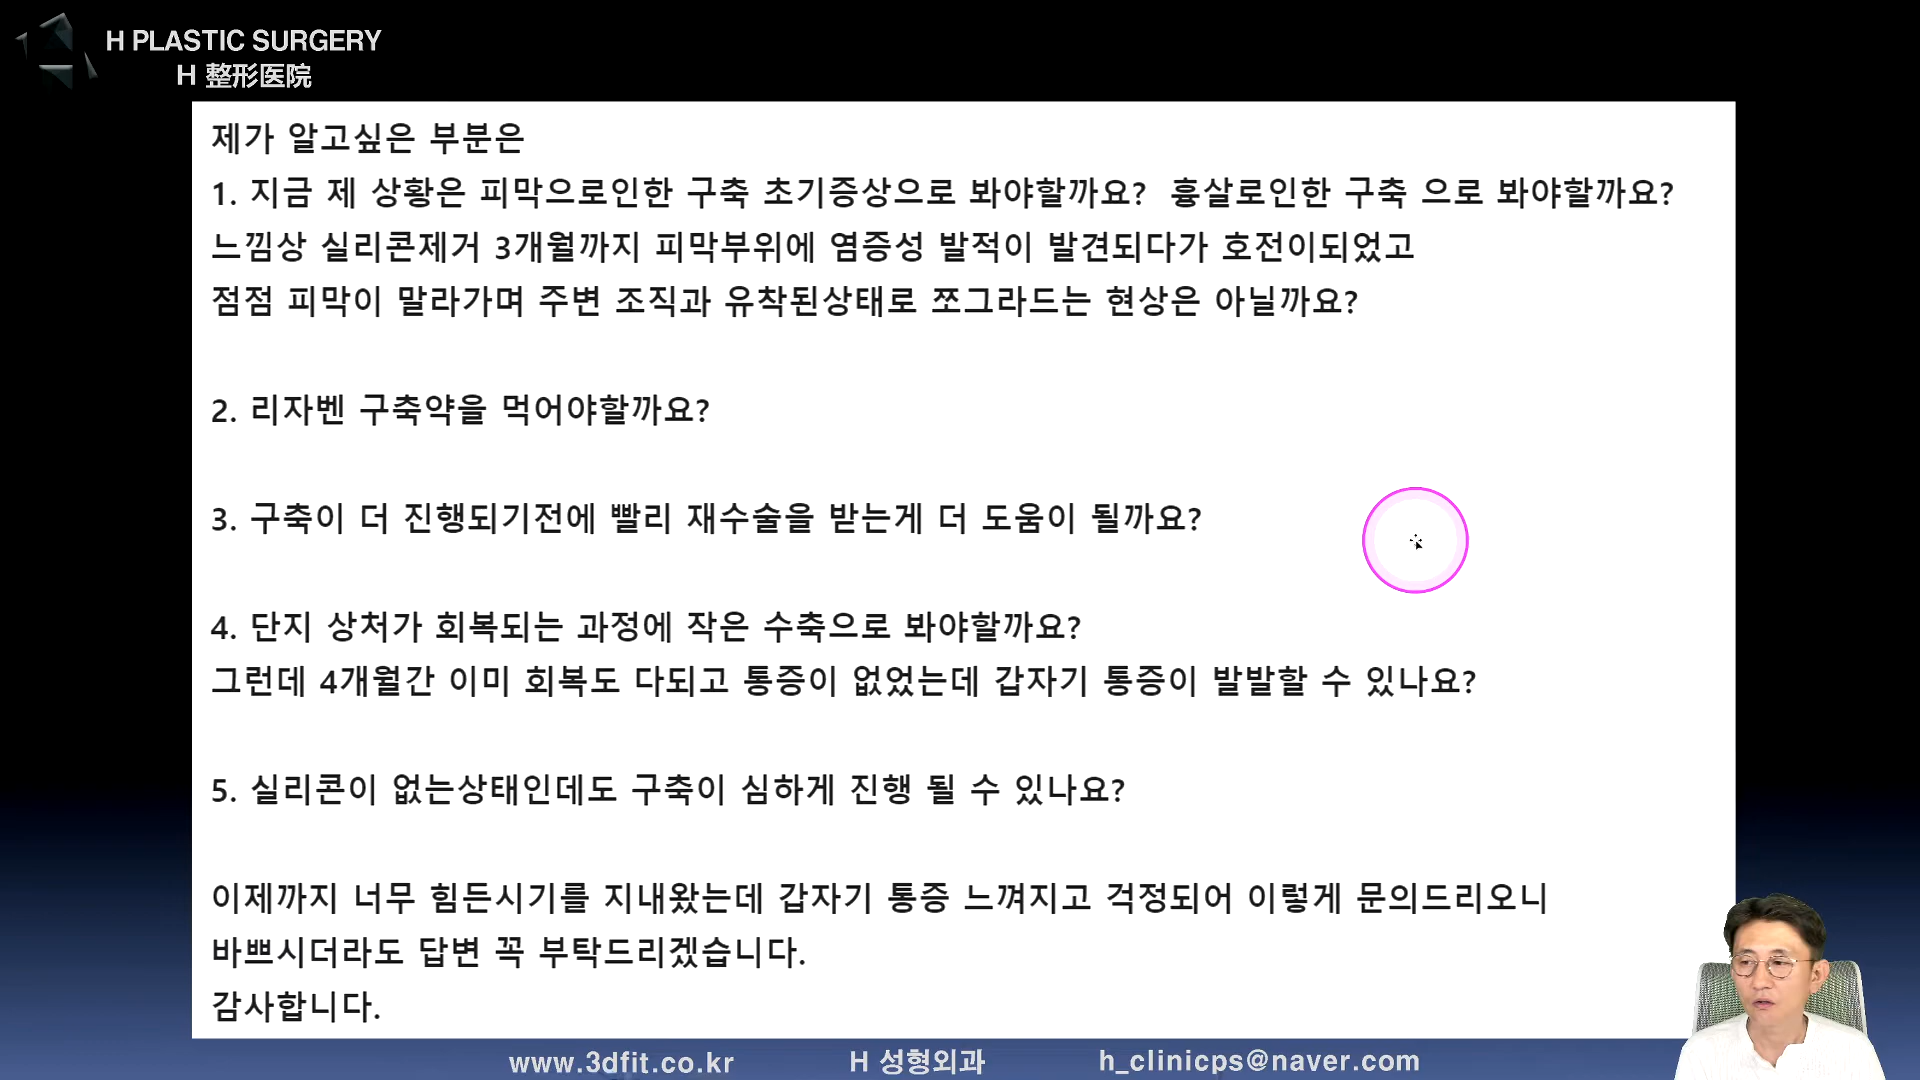 H PLASTIC SURGERY
H 整形医院
제가 알고싶은 부분은
1. 지금 제 상황은 피막으로인한 구축 초기증상으로 봐야할까요? 흉살로인한 구축 으로 봐야할까요?
느낌상 실리콘제거 3개월까지 피막부위에 염증성 발적이 발견되다가 호전이되었고
점점 피막이 말라가며 주변 조직과 유착된상태로 쪼그라드는 현상은 아닐까요?
2. 리자벤 구축약을 먹어야할까요?
3. 구축이 더 진행되기전에 빨리 재수술을 받는게 더 도움이 될까요?
4. 단지 상처가 회복되는 과정에 작은 수축으로 봐야할까요?
그런데 4개월간 이미 회복도 다되고 통증이 없었는데 갑자기 통증이 발발할 수 있나요?
5. 실리콘이 없는상태인데도 구축이 심하게 진행 될 수 있나요?
이제까지 너무 힘든시기를 지내왔는데 갑자기 통증 느껴지고 걱정되어 이렇게 문의드리오니
바쁘시더라도 답변 꼭 부탁드리겠습니다.
감사합니다.
www.3dfit.co.kr H 성형외과 h_clinicps@naver.com